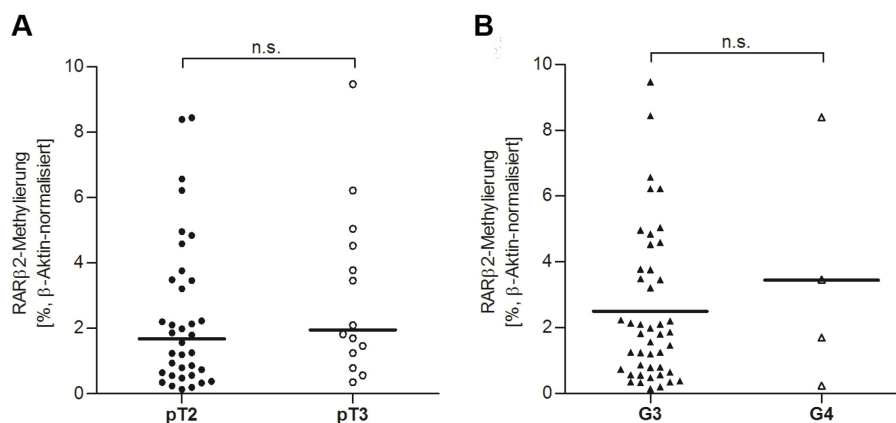 A
n.s.
10
8
6
4
2
0
RARβ2-Methylierung
[%, β-Aktin-normalisiert]
pT2 pT3
B
n.s.
10
8
6
4
2
0
RARβ2-Methylierung
[%, β-Aktin-normalisiert]
G3 G4